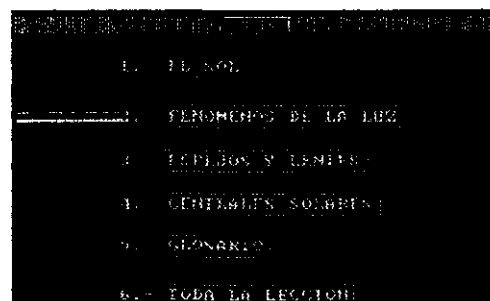 1. EL SOL
2. FENOMENOS DE LA LUZ
3 ESPEJOS Y LENTES
4. CENTRALES SOLARES
5. GLOSARIO
6.- TODA LA LECCION